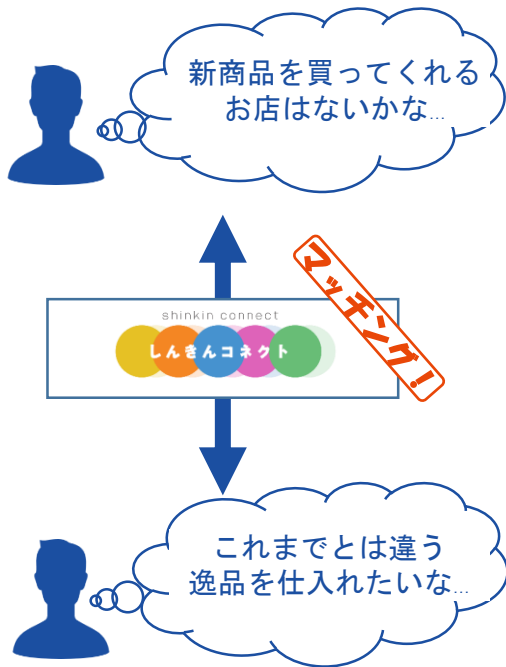 新商品を買ってくれる
お店はないかな...
マッチング！
shinkin connect
しんきんコネクト
これまでとは違う
逸品を仕入れたいな...